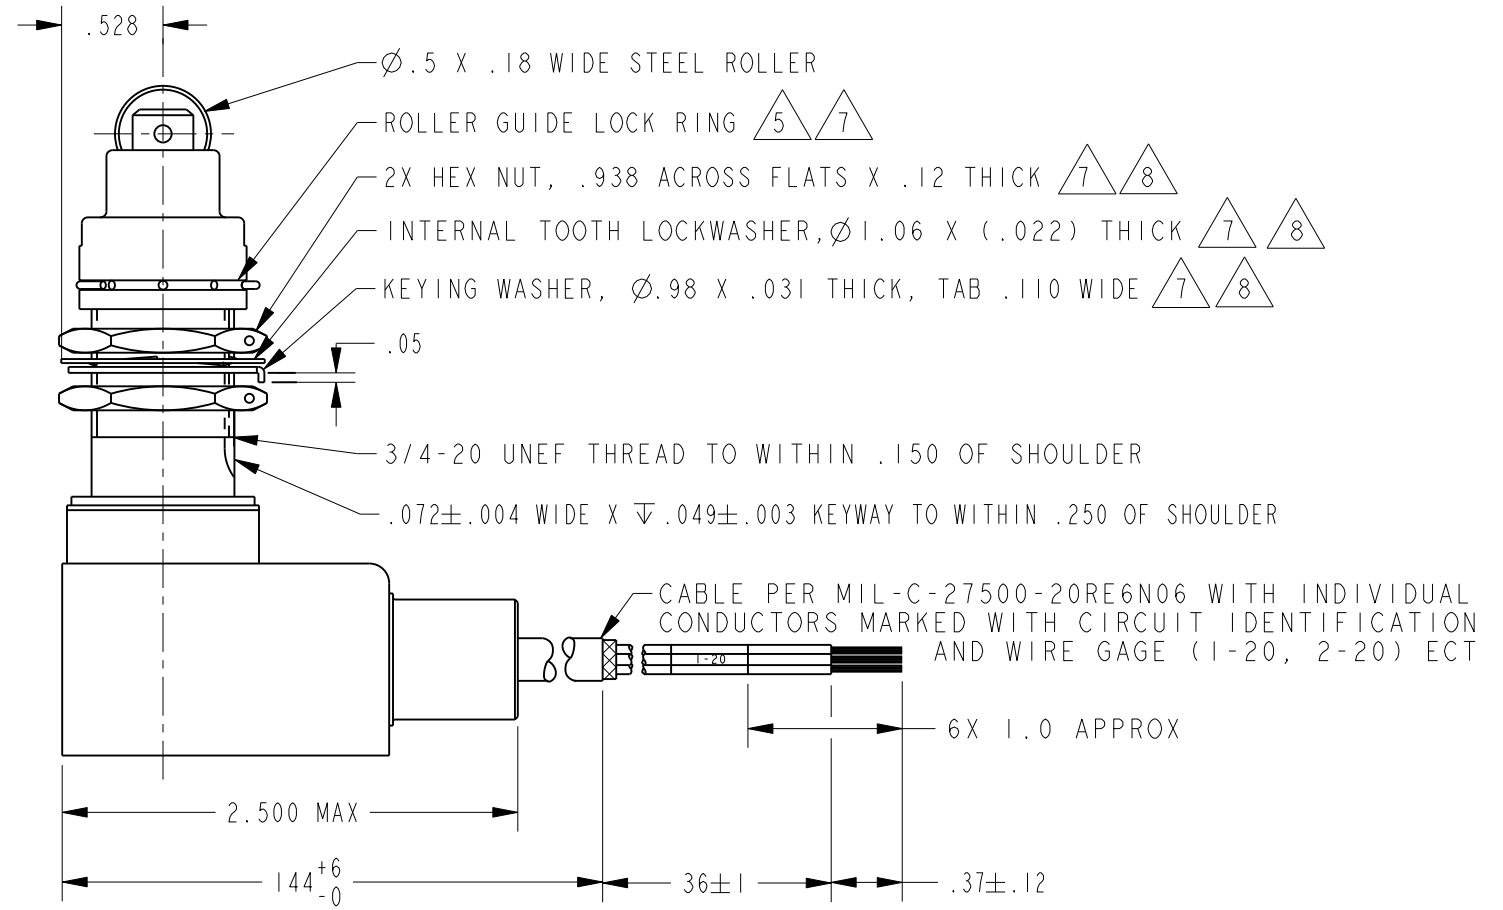 .528
Ø.5 X .18 WIDE STEEL ROLLER
ROLLER GUIDE LOCK RING 5 7
2X HEX NUT, .938 ACROSS FLATS X .12 THICK 7 8
INTERNAL TOOTH LOCKWASHER,Ø1.06 X (.022) THICK 7 8
KEYING WASHER, Ø.98 X .031 THICK, TAB .110 WIDE 7 8
.05
3/4-20 UNEF THREAD TO WITHIN .150 OF SHOULDER
.072±.004 WIDE X ↧.049±.003 KEYWAY TO WITHIN .250 OF SHOULDER
CABLE PER MIL-C-27500-20RE6N06 WITH INDIVIDUAL
CONDUCTORS MARKED WITH CIRCUIT IDENTIFICATION
AND WIRE GAGE (1-20, 2-20) ECT
1-20
6X 1.0 APPROX
2.500 MAX
144 +6 -0
36±1
.37±.12